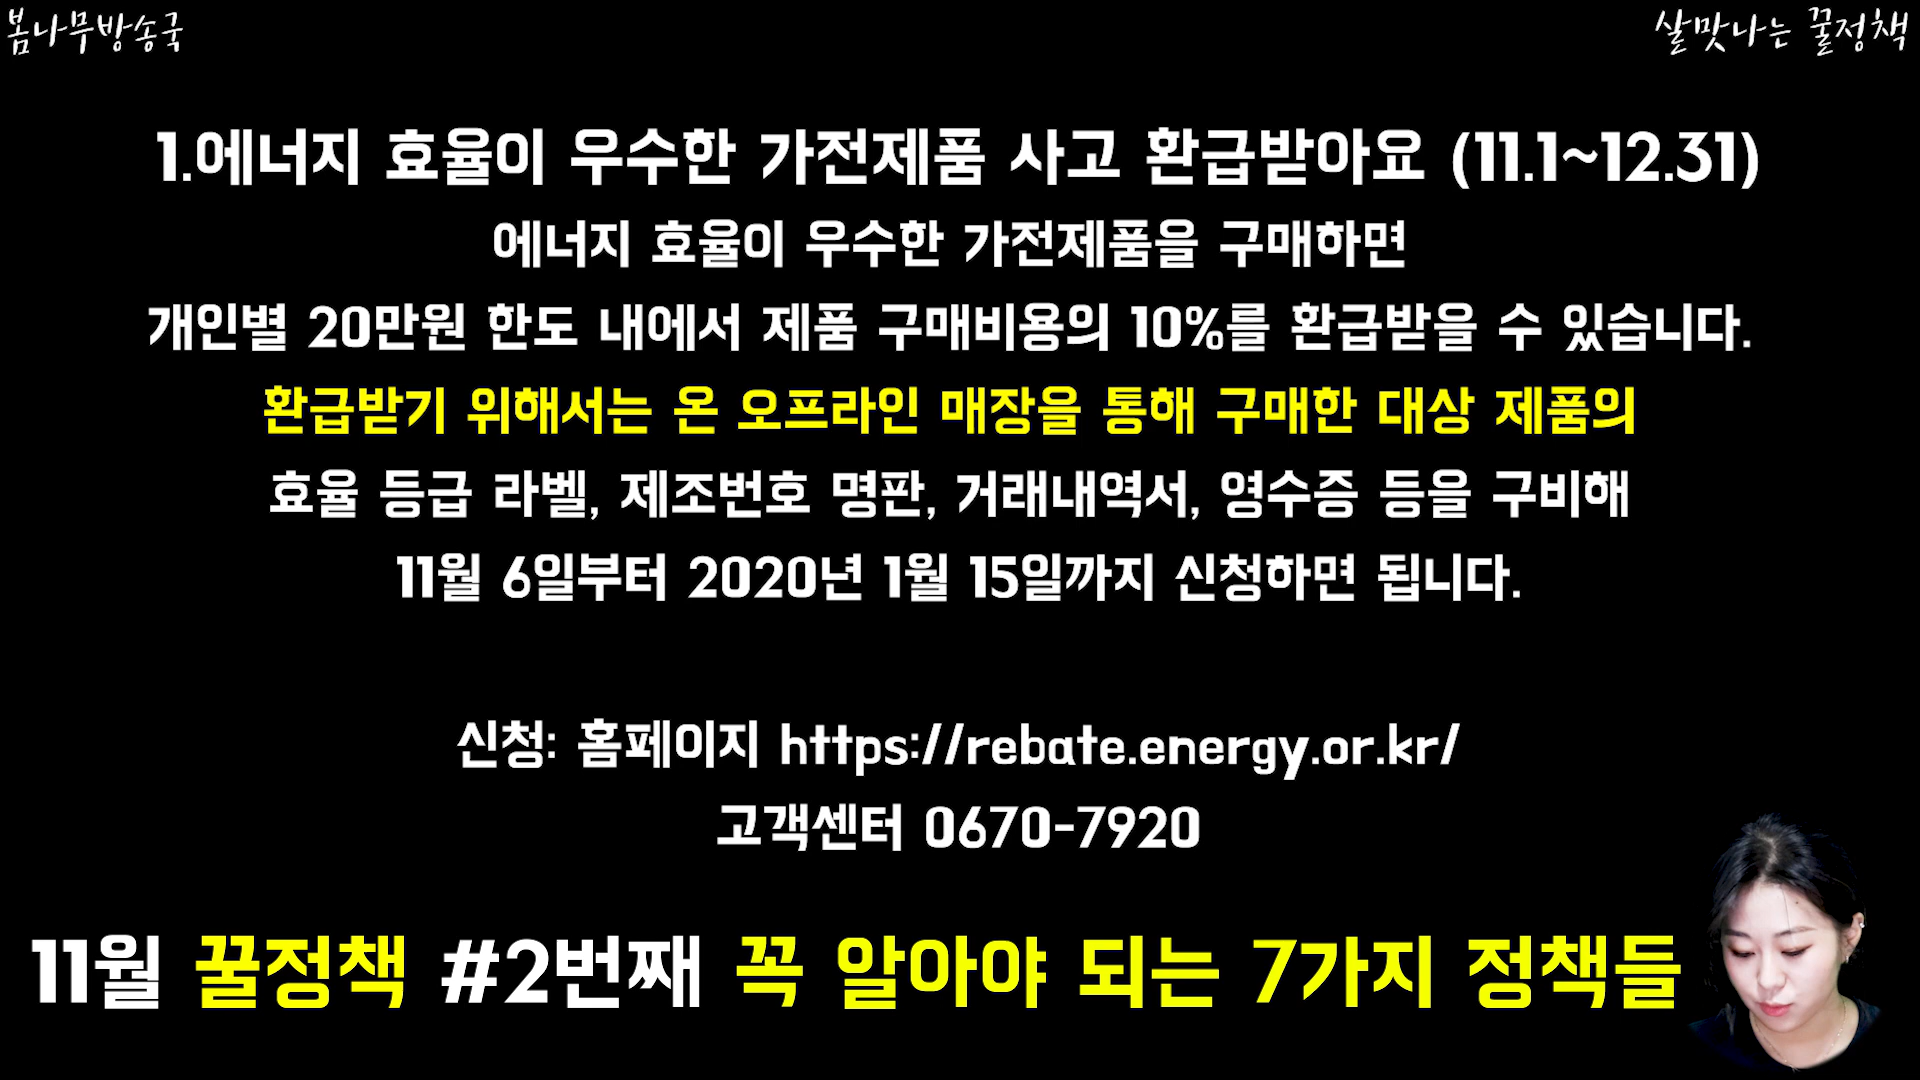 봄나무방송국
살맛나는 꿀정책
1.에너지 효율이 우수한 가전제품 사고 환급받아요 (11.1~12.31)
에너지 효율이 우수한 가전제품을 구매하면
개인별 20만원 한도 내에서 제품 구매비용의 10%를 환급받을 수 있습니다.
환급받기 위해서는 온 오프라인 매장을 통해 구매한 대상 제품의
효율 등급 라벨, 제조번호 명판, 거래내역서, 영수증 등을 구비해
11월 6일부터 2020년 1월 15일까지 신청하면 됩니다.
신청: 홈페이지 https://rebate.energy.or.kr/
고객센터 0670-7920
11월 꿀정책 #2번째 꼭 알아야 되는 7가지 정책들